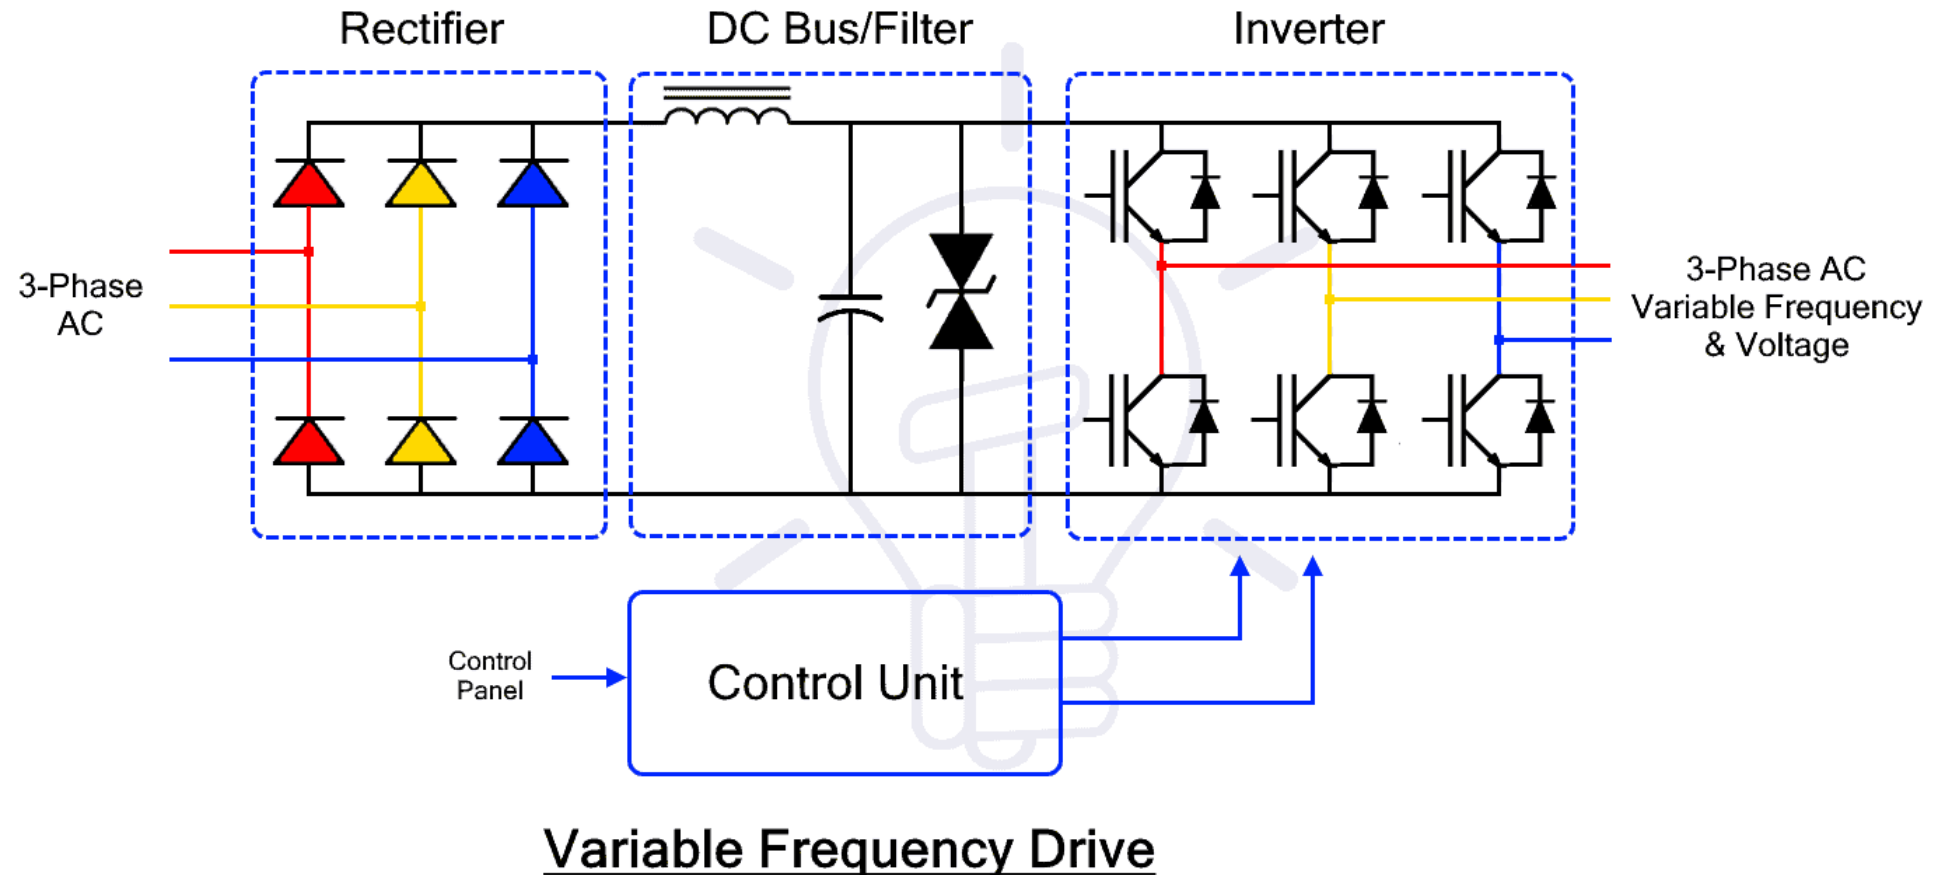 Rectifier
DC Bus/Filter
Inverter
3-Phase
AC
3-Phase AC
Variable Frequency
& Voltage
Control
Panel
Control Unit
Variable Frequency Drive